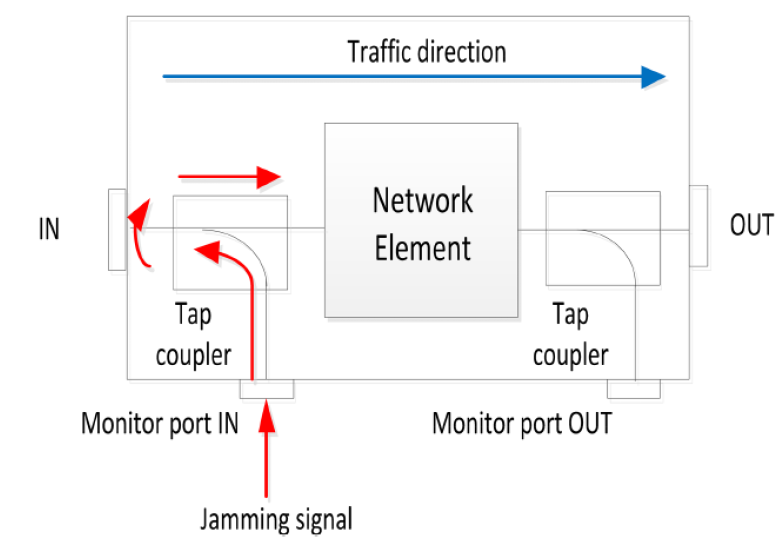 Traffic direction
IN
Network
Element
OUT
Tap
coupler
Tap
coupler
Monitor port IN
Monitor port OUT
Jamming signal